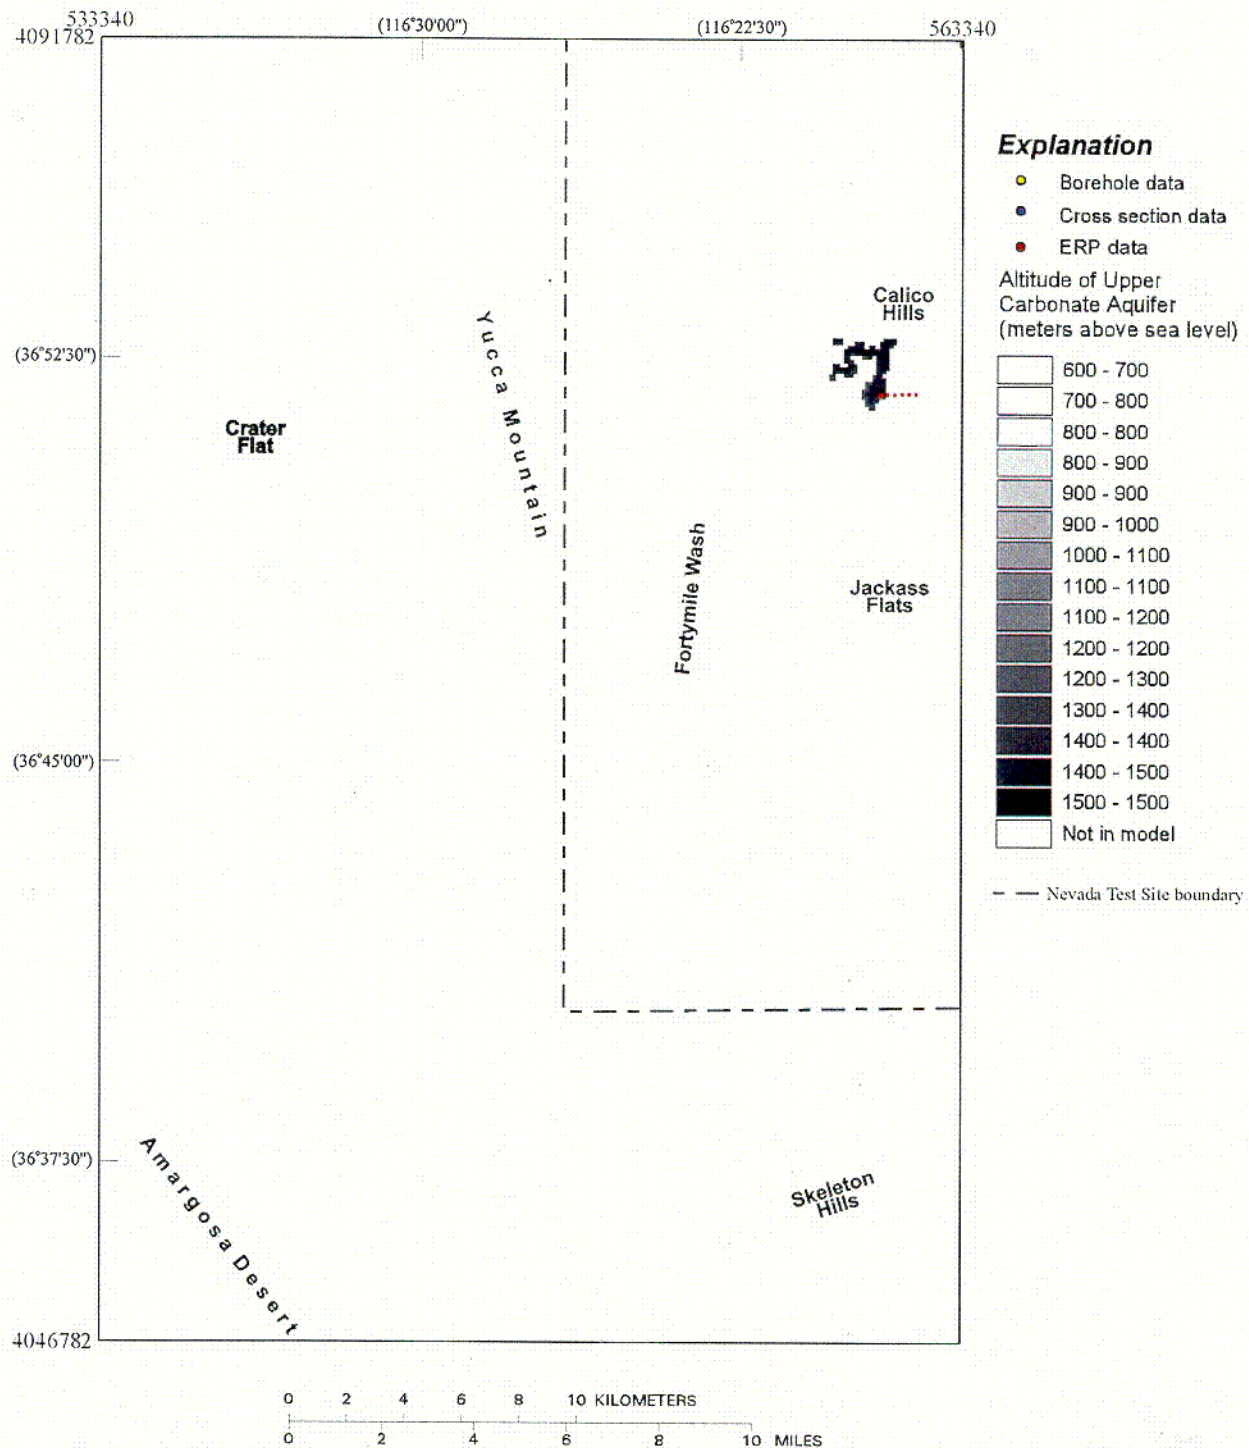 533340
(116°30'00")
(116°22'30")
563340
4091782
Explanation
Borehole data
Cross section data
ERP data
Altitude of Upper
Carbonate Aquifer
(meters above sea level)
600 - 700
700 - 800
800 - 800
800 - 900
900 - 900
900 - 1000
1000 - 1100
1100 - 1100
1100 - 1200
1200 - 1200
1200 - 1300
1300 - 1400
1400 - 1400
1400 - 1500
1500 - 1500
Not in model
Nevada Test Site boundary
Calico
Hills
(36°52'30")
Yucca Mountain
Crater
Flat
Fortymile Wash
Jackass
Flats
(36°45'00")
(36°37'30")
Amargosa Desert
Skeleton
Hills
4046782
0 2 4 6 8 10 KILOMETERS
0 2 4 6 8 10 MILES